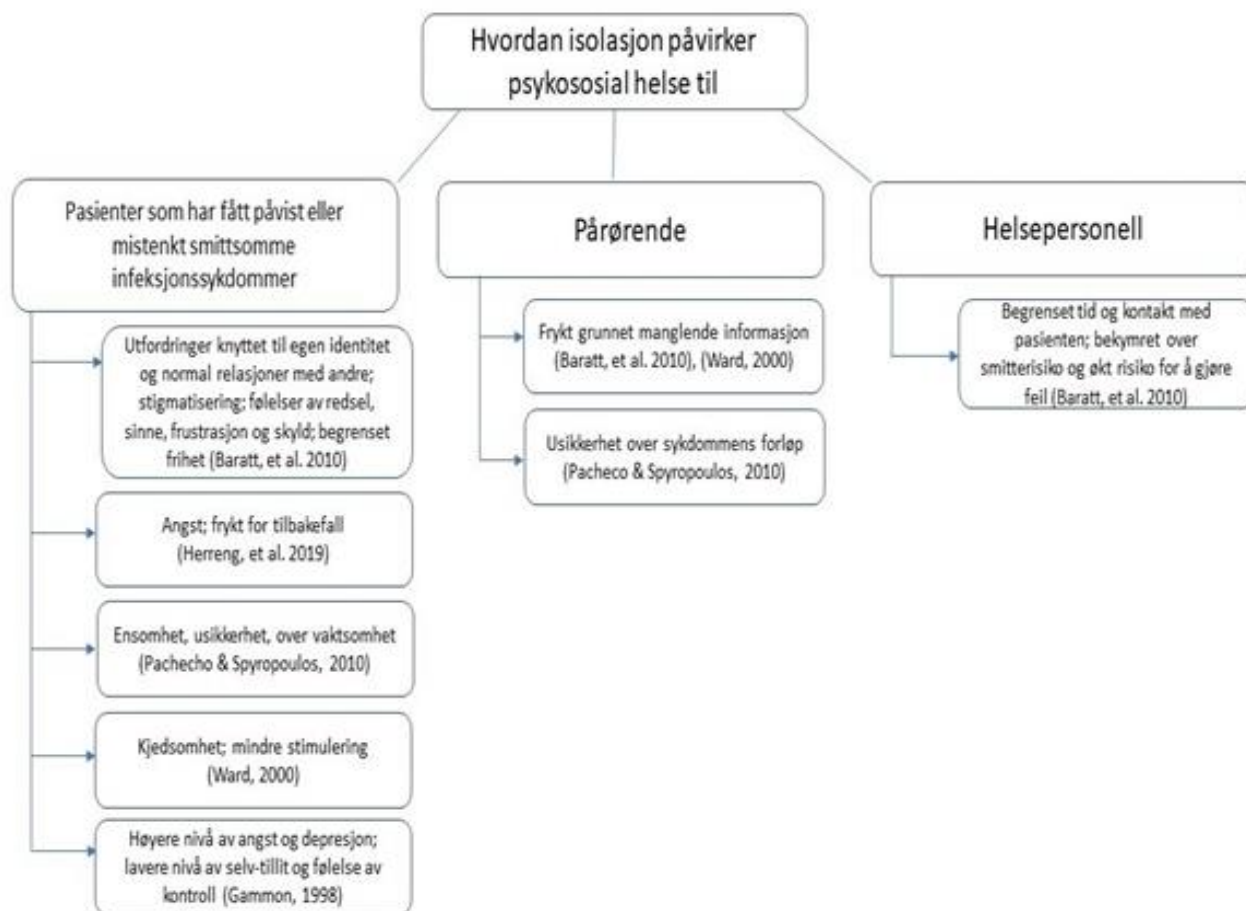 Hvordan isolasjon påvirker
psykososial helse til
Pasienter som har fått påvist eller
mistenkt smittsomme
infeksjonssykdommer
Utfordringer knyttet til egen identitet
og normal relasjoner med andre;
stigmatisering; følelser av redsel,
sinne, frustrasjon og skyld; begrenset
frihet (Baratt, et al. 2010)
Angst; frykt for tilbakefall
(Herreng, et al. 2019)
Ensomhet, usikkerhet, over vaktsomhet
(Pachecho & Spyropoulos, 2010)
Kjedsomhet; mindre stimulering
(Ward, 2000)
Høyere nivå av angst og depresjon;
lavere nivå av selv-tillit og følelse av
kontroll (Gammon, 1998)
Pårørende
Frykt grunnet manglende informasjon
(Baratt, et al. 2010), (Ward, 2000)
Usikkerhet over sykdommens forløp
(Pacheco & Spyropoulos, 2010)
Helsepersonell
Begrenset tid og kontakt med
pasienten; bekymret over
smitterisiko og økt risiko for å gjøre
feil (Baratt, et al. 2010)